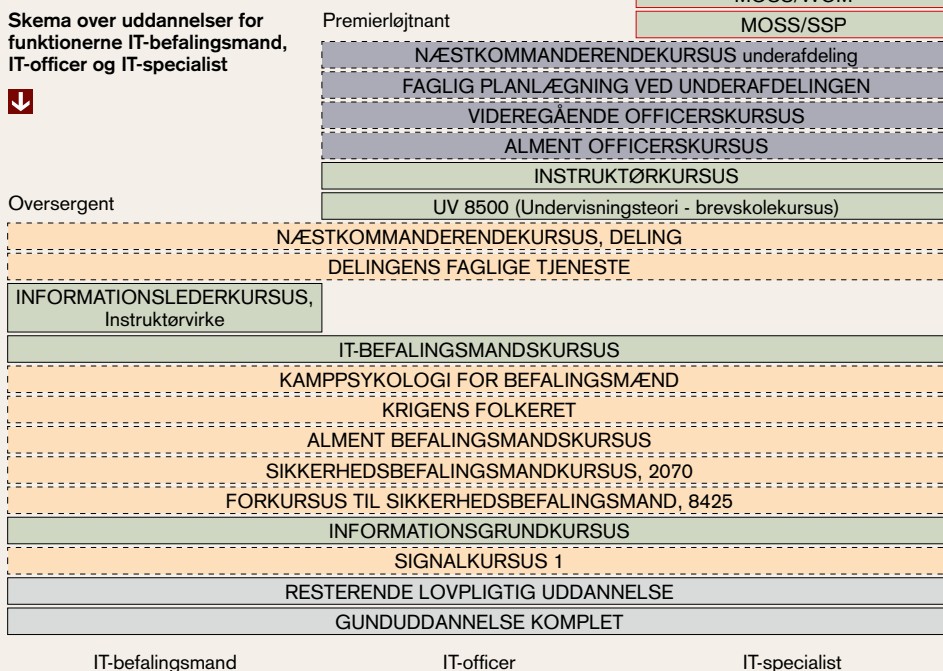 MOSS/WOM
Skema over uddannelser for
funktionerne IT-befalingsmand,
IT-officer og IT-specialist
Premierløjtnant
MOSS/SSP
NÆSTKOMMANDERENDEKURSUS underafdeling
FAGLIG PLANLÆGNING VED UNDERAFDELINGEN
VIDEREGÅENDE OFFICERSKURSUS
ALMENT OFFICERSKURSUS
INSTRUKTØRKURSUS
Oversergent
UV 8500 (Undervisningsteori - brevskolekursus)
NÆSTKOMMANDERENDEKURSUS, DELING
DELINGENS FAGLIGE TJENESTE
INFORMATIONSLEDERKURSUS,
Instruktørvirke
IT-BEFALINGSMANDSKURSUS
KAMPPSYKOLOGI FOR BEFALINGSMÆND
KRIGENS FOLKERET
ALMENT BEFALINGSMANDSKURSUS
SIKKERHEDSBEFALINGSMANDKURSUS, 2070
FORKURSUS TIL SIKKERHEDSBEFALINGSMAND, 8425
INFORMATIONSGRUNDKURSUS
SIGNALKURSUS 1
RESTERENDE LOVPLIGTIG UDDANNELSE
GUNDUDDANNELSE KOMPLET
IT-befalingsmand
IT-officer
IT-specialist